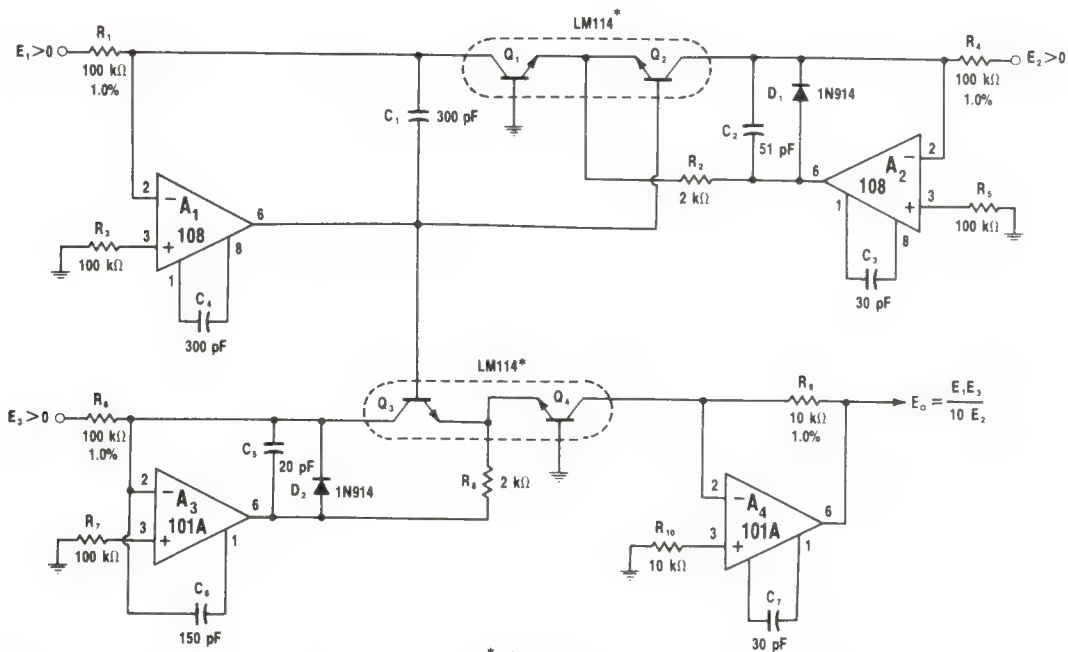 LM114*
E₁>0
R₁
100 kΩ
1.0%
Q₁
Q₂
R₄
100 kΩ
1.0%
E₂>0
C₁
300 pF
D₁
1N914
C₂
51 pF
R₂
2 kΩ
2
A₁
108
6
3
8
1
R₃
100 kΩ
C₄
300 pF
2
A₂
108
6
3
1
8
R₅
100 kΩ
C₃
30 pF
LM114*
E₃>0
R₆
100 kΩ
1.0%
Q₃
Q₄
C₅
20 pF
D₂
1N914
2 kΩ
R₉
10 kΩ
1.0%
E₀ = E₁E₃
10 E₂
2
A₃
101A
6
3
1
R₇
100 kΩ
C₆
150 pF
2
A₄
101A
6
3
1
R₁₀
10 kΩ
C₇
30 pF
*